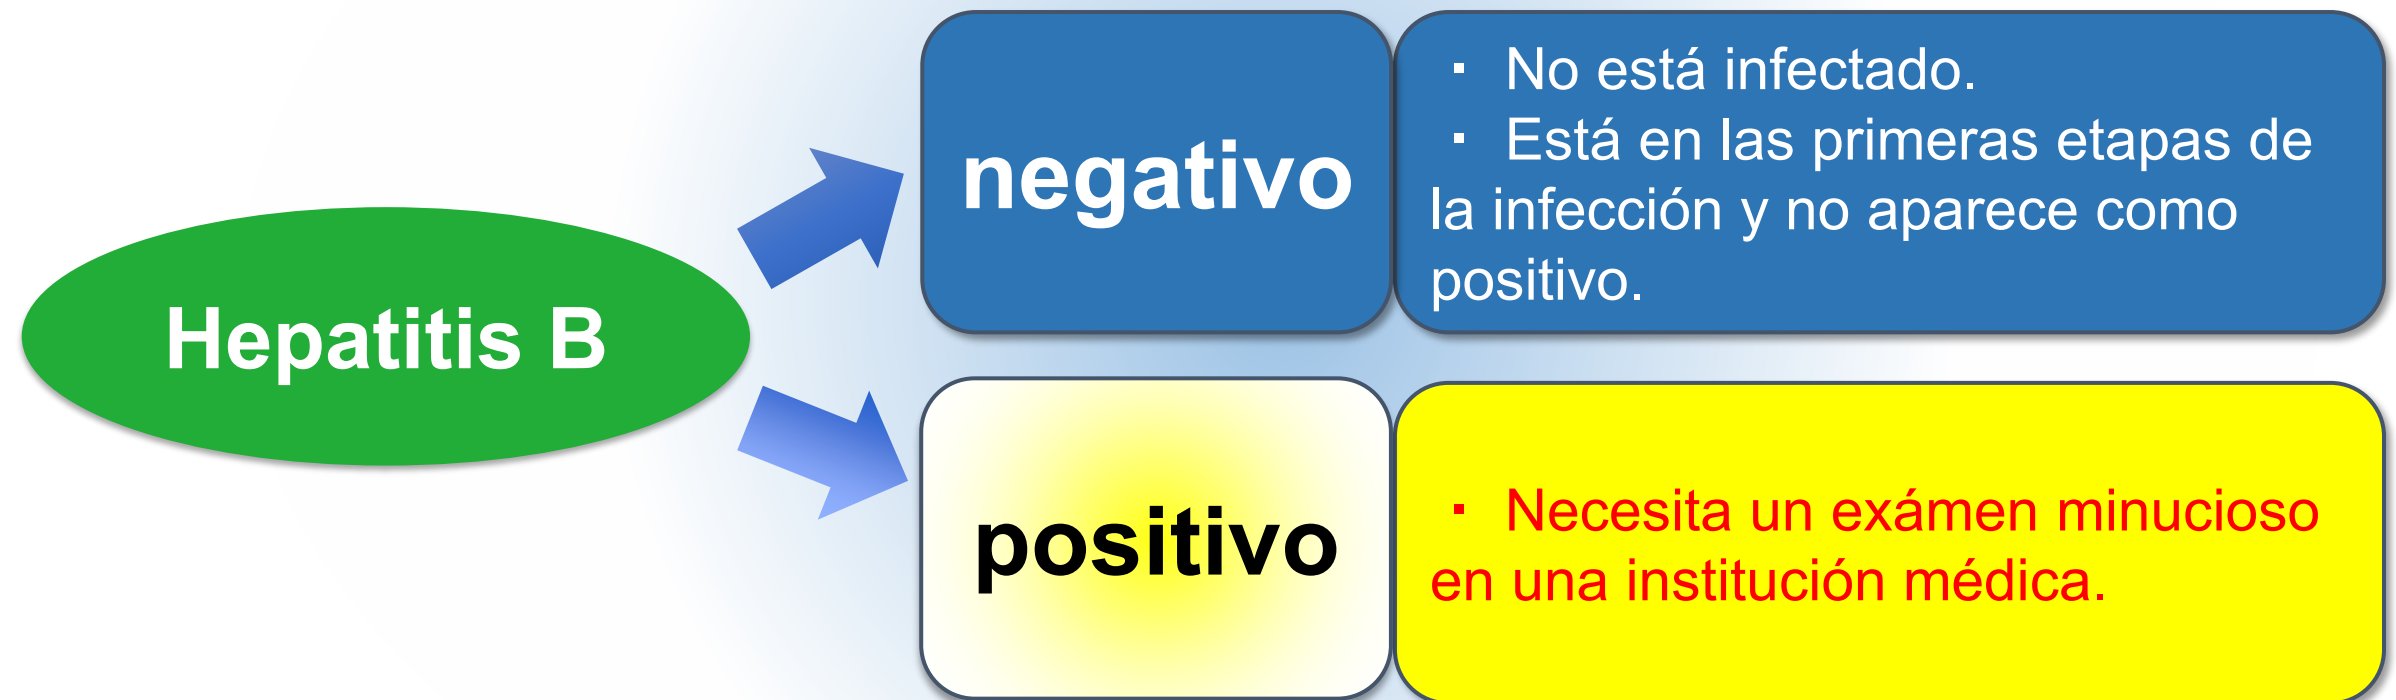 Hepatitis B
negativo
・ No está infectado.
・ Está en las primeras etapas de
la infección y no aparece como
positivo.
positivo
・ Necesita un exámen minucioso
en una institución médica.